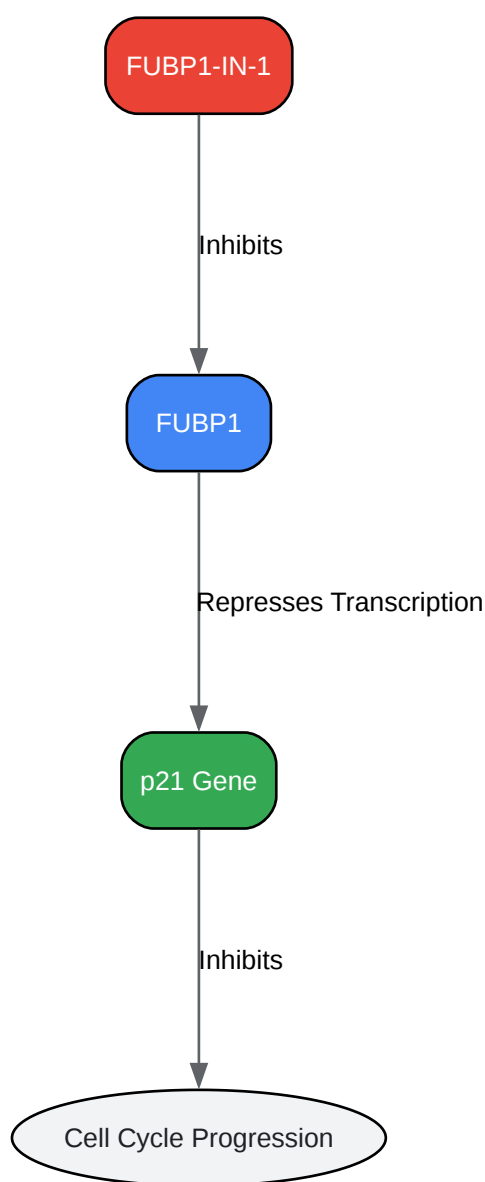 FUBP1-IN-1
Inhibits
FUBP1
Represses Transcription
p21 Gene
Inhibits
Cell Cycle Progression